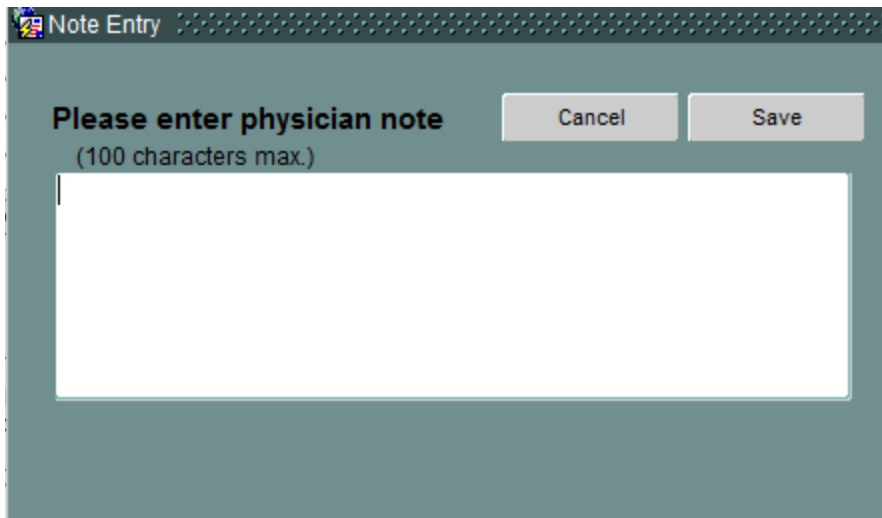 Note Entry
Please enter physician note
Cancel
Save
(100 characters max.)